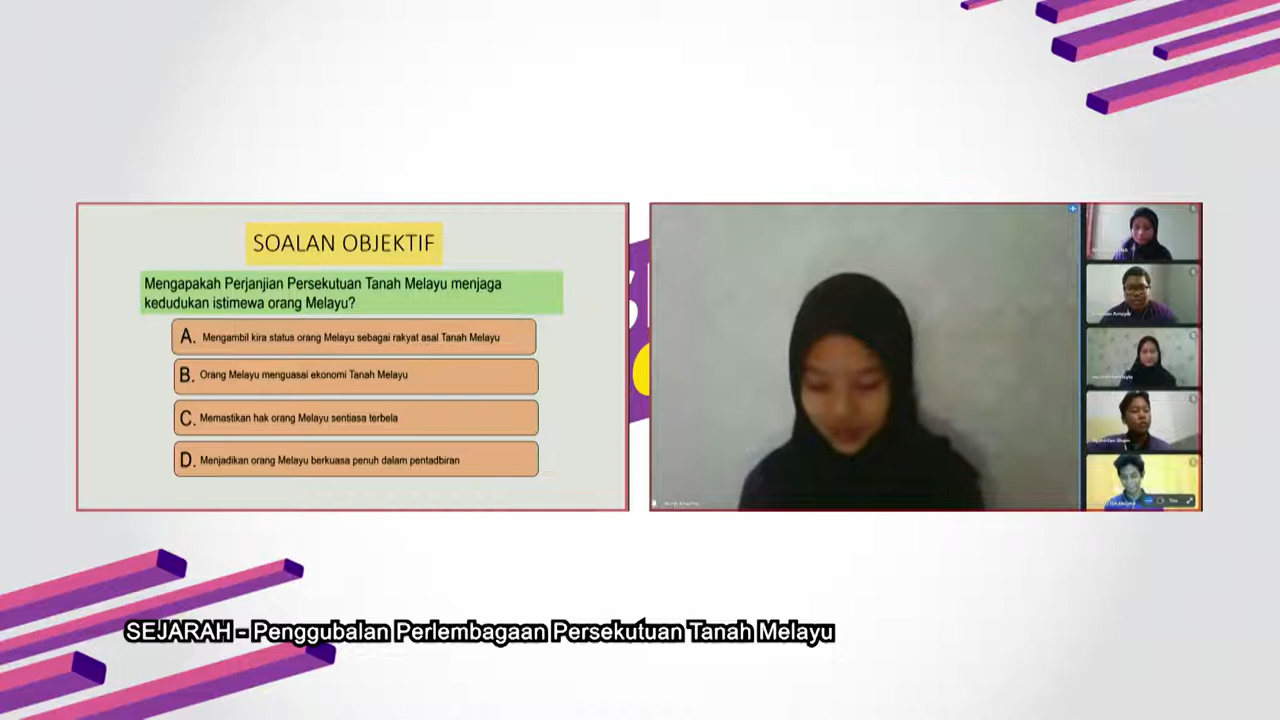 SOALAN OBJEKTIF
Mengapakah Perjanjian Persekutuan Tanah Melayu menjaga
kedudukan istimewa orang Melayu?
A. Mengambil kira status orang Melayu sebagai rakyat asal Tanah Melayu
B. Orang Melayu menguasai ekonomi Tanah Melayu
C. Memastikan hak orang Melayu sentiasa terbela
D. Menjadikan orang Melayu berkuasa penuh dalam pentadbiran
SEJARAH - Penggubalan Perlembagaan Persekutuan Tanah Melayu